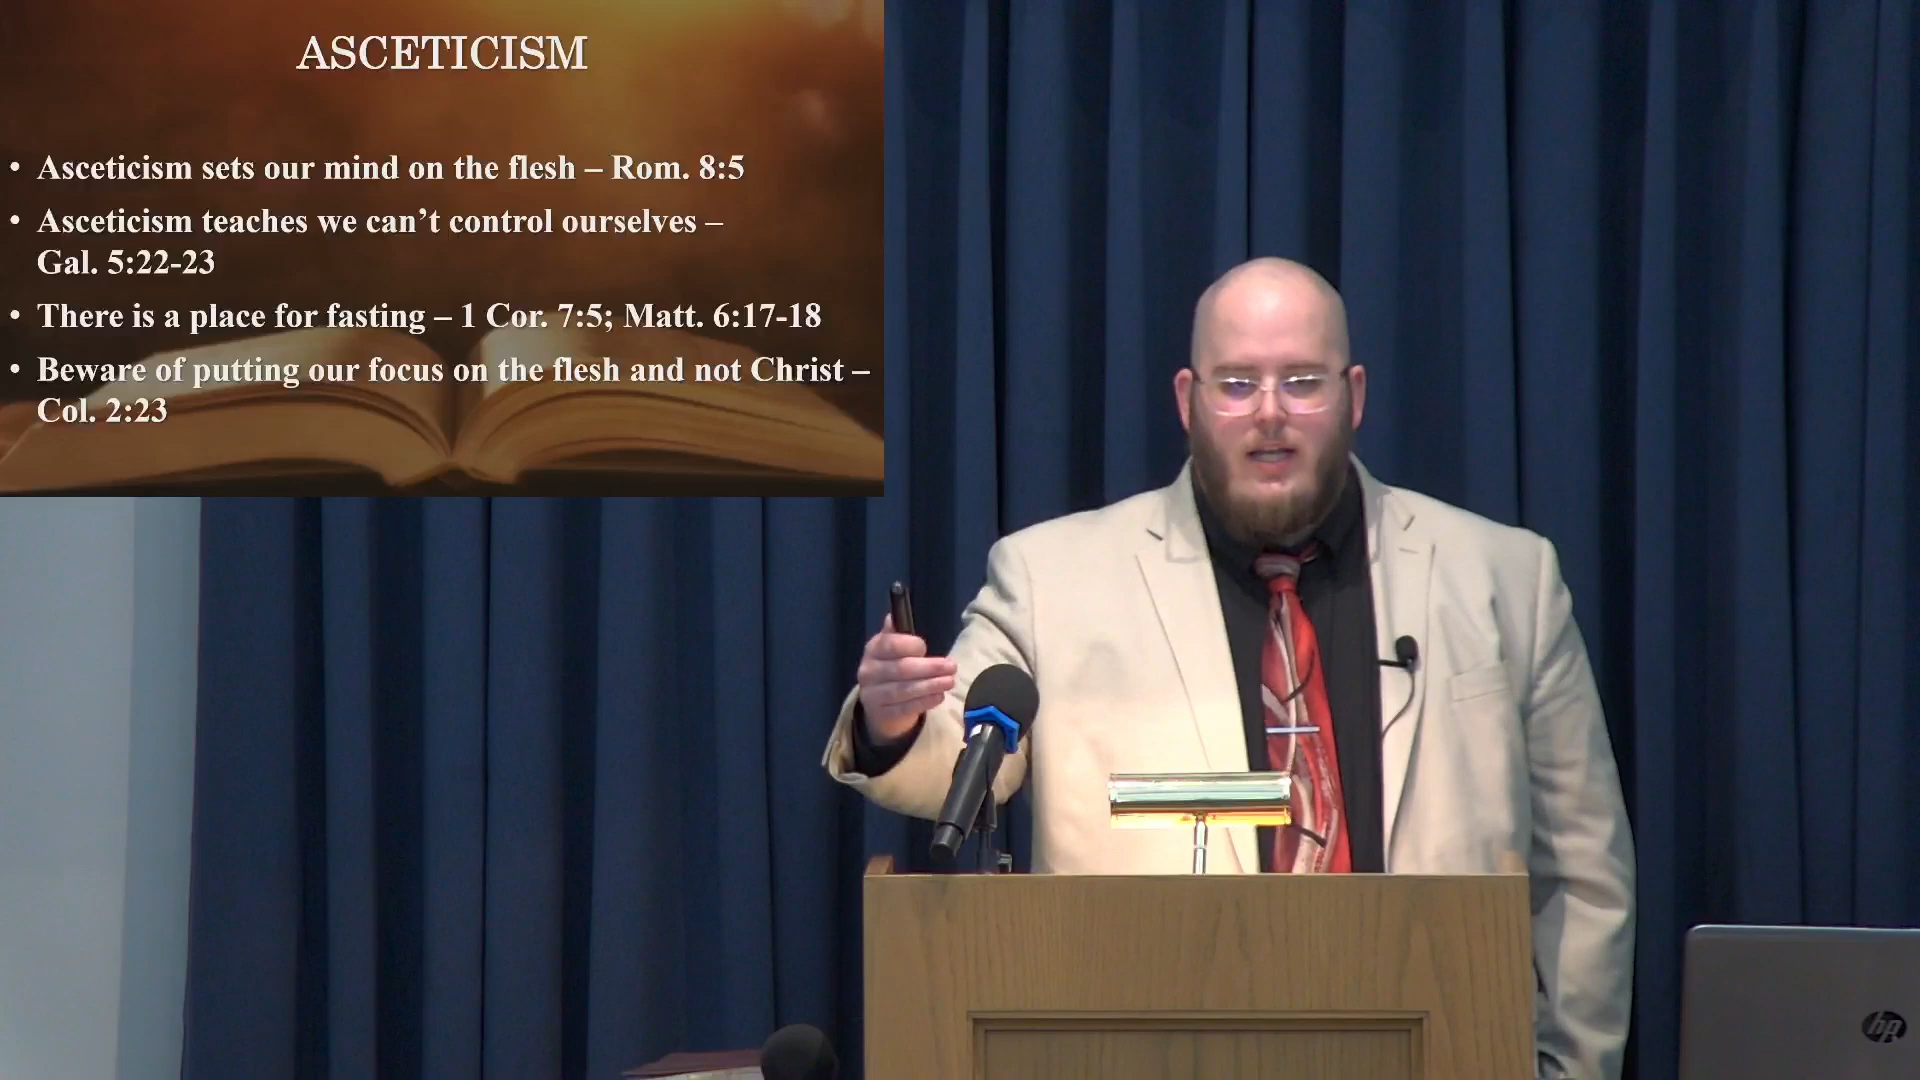 ASCETICISM
• Asceticism sets our mind on the flesh – Rom. 8:5
• Asceticism teaches we can’t control ourselves –
Gal. 5:22-23
• There is a place for fasting – 1 Cor. 7:5; Matt. 6:17-18
• Beware of putting our focus on the flesh and not Christ –
Col. 2:23
hp